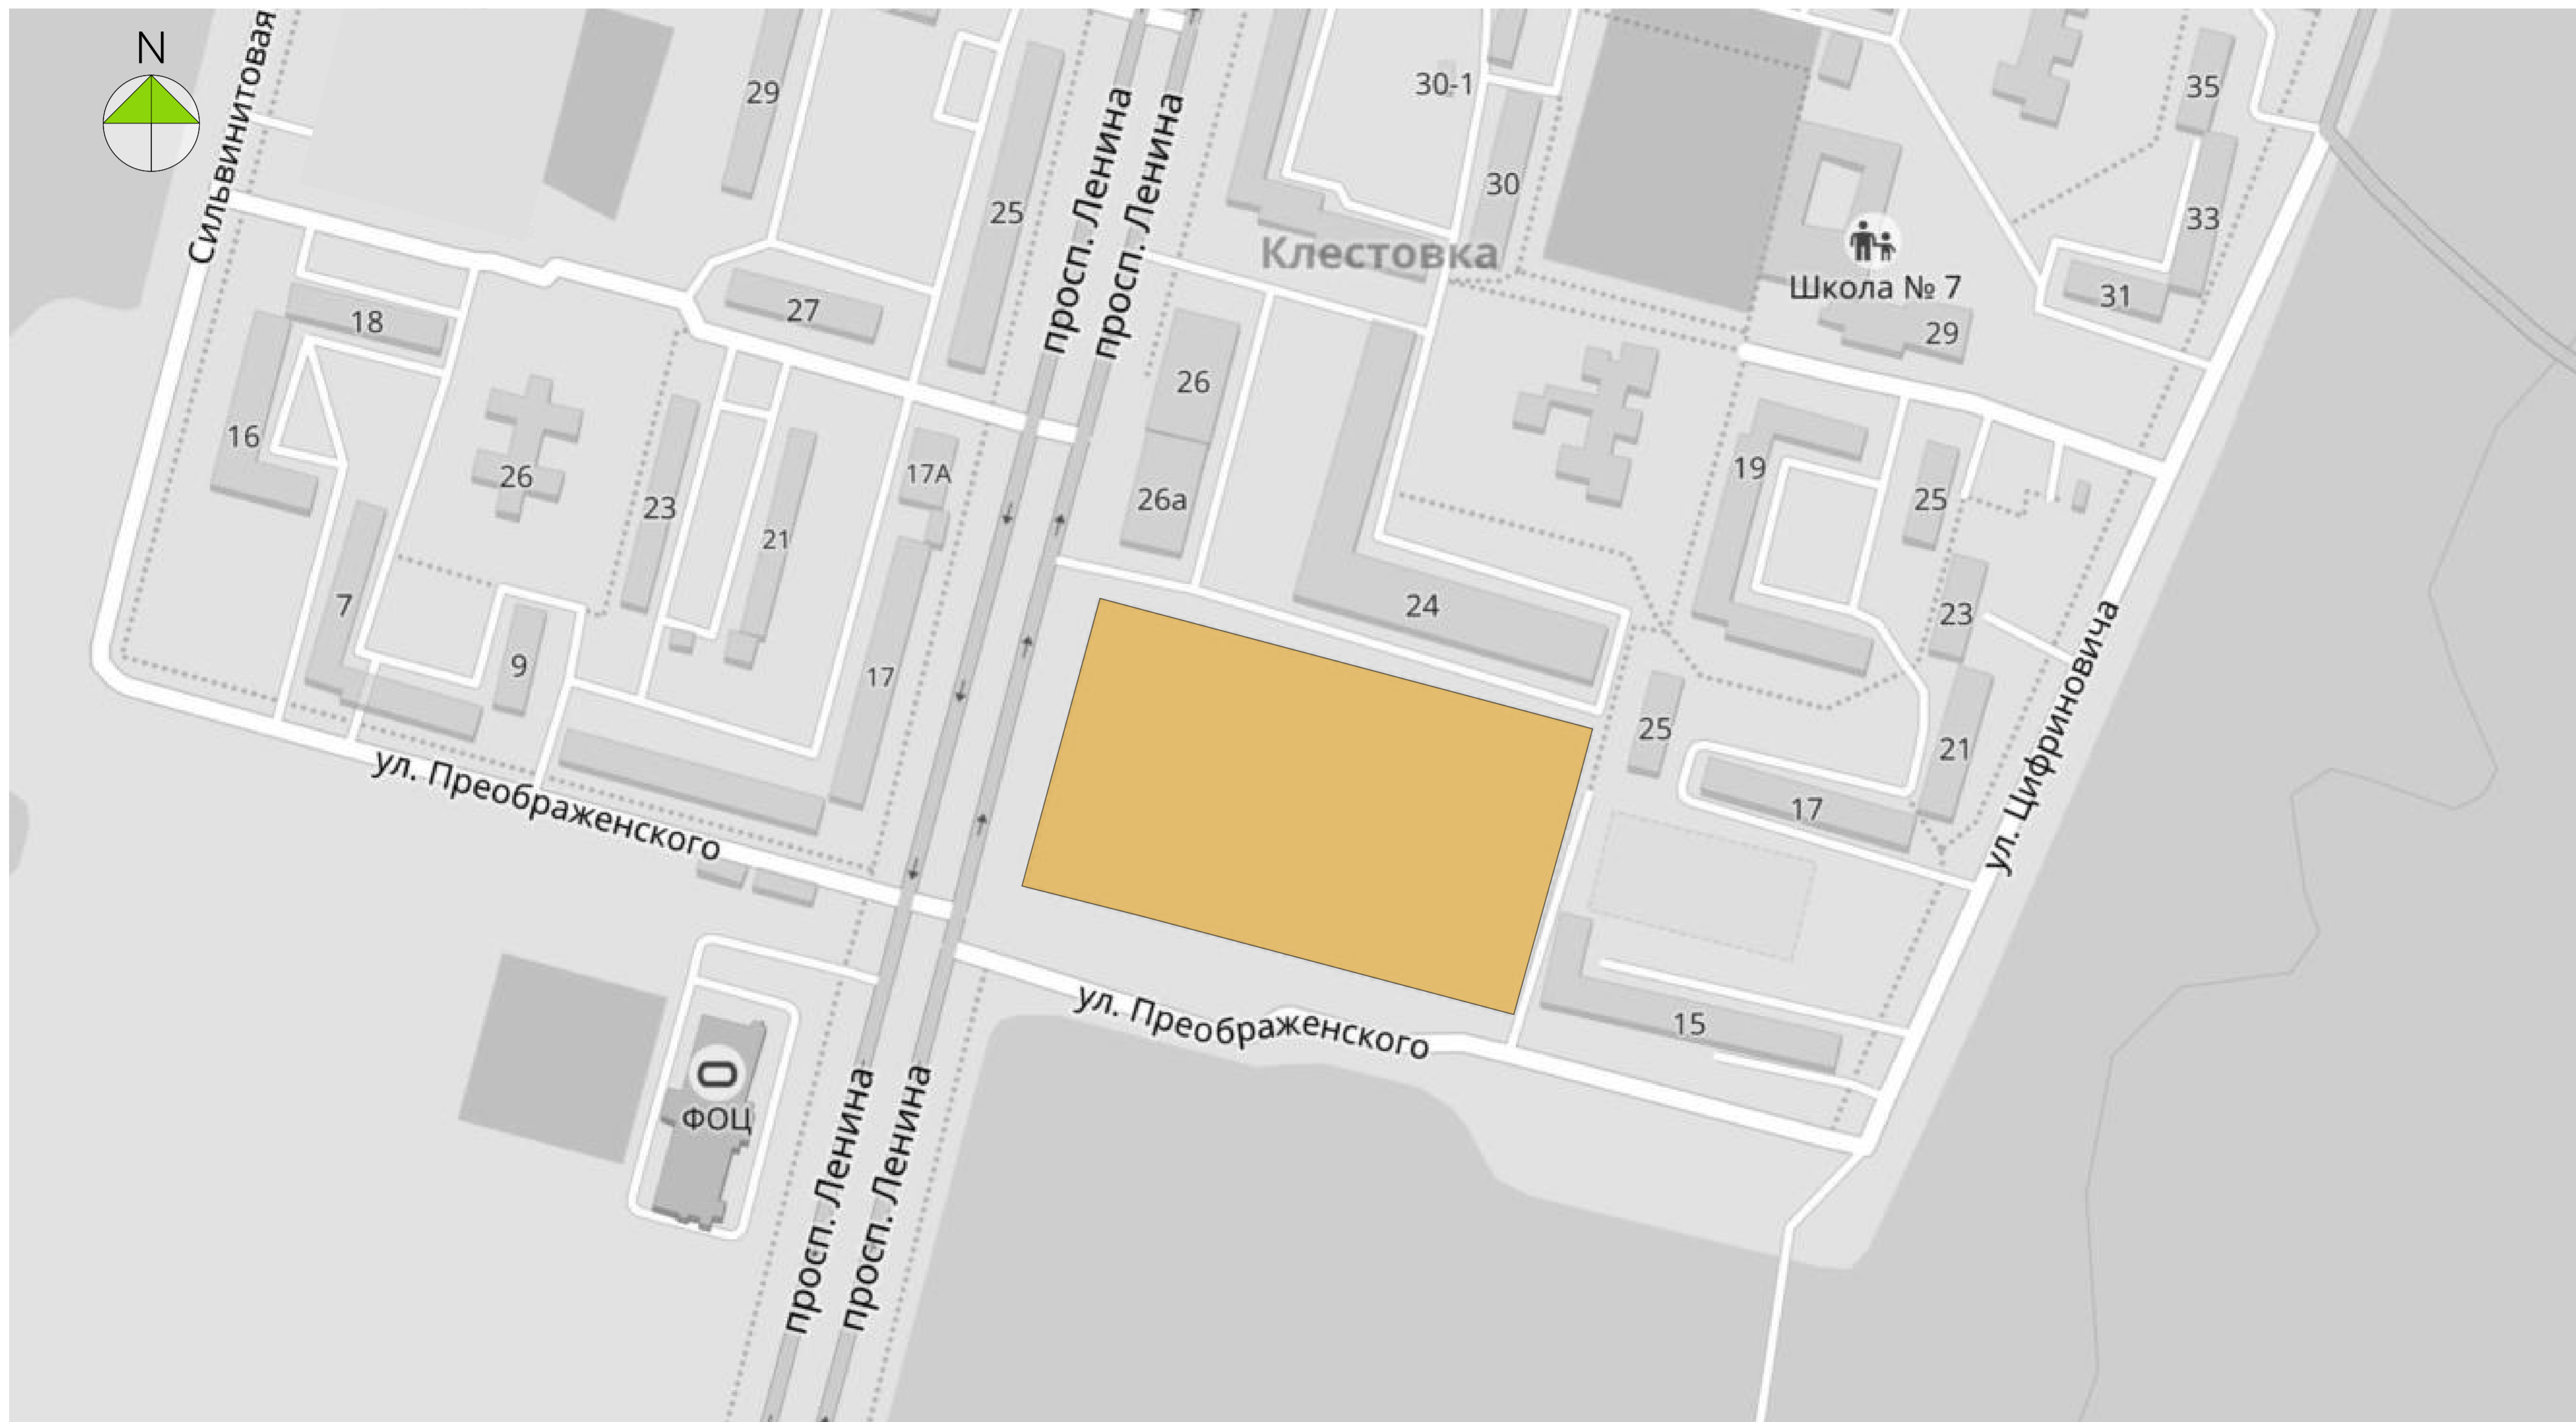 N
Сильвинитовая
29
25
просп. Ленина
просп. Ленина
30-1
30
Клестовка
Школа № 7
29
35
33
31
18
27
16
26
23
21
17А
26
26а
24
19
25
23
7
9
17
25
21
17
ул. Цифриновича
ул. Преображенского
ул. Преображенского
15
ФОЦ
просп. Ленина
просп. Ленина